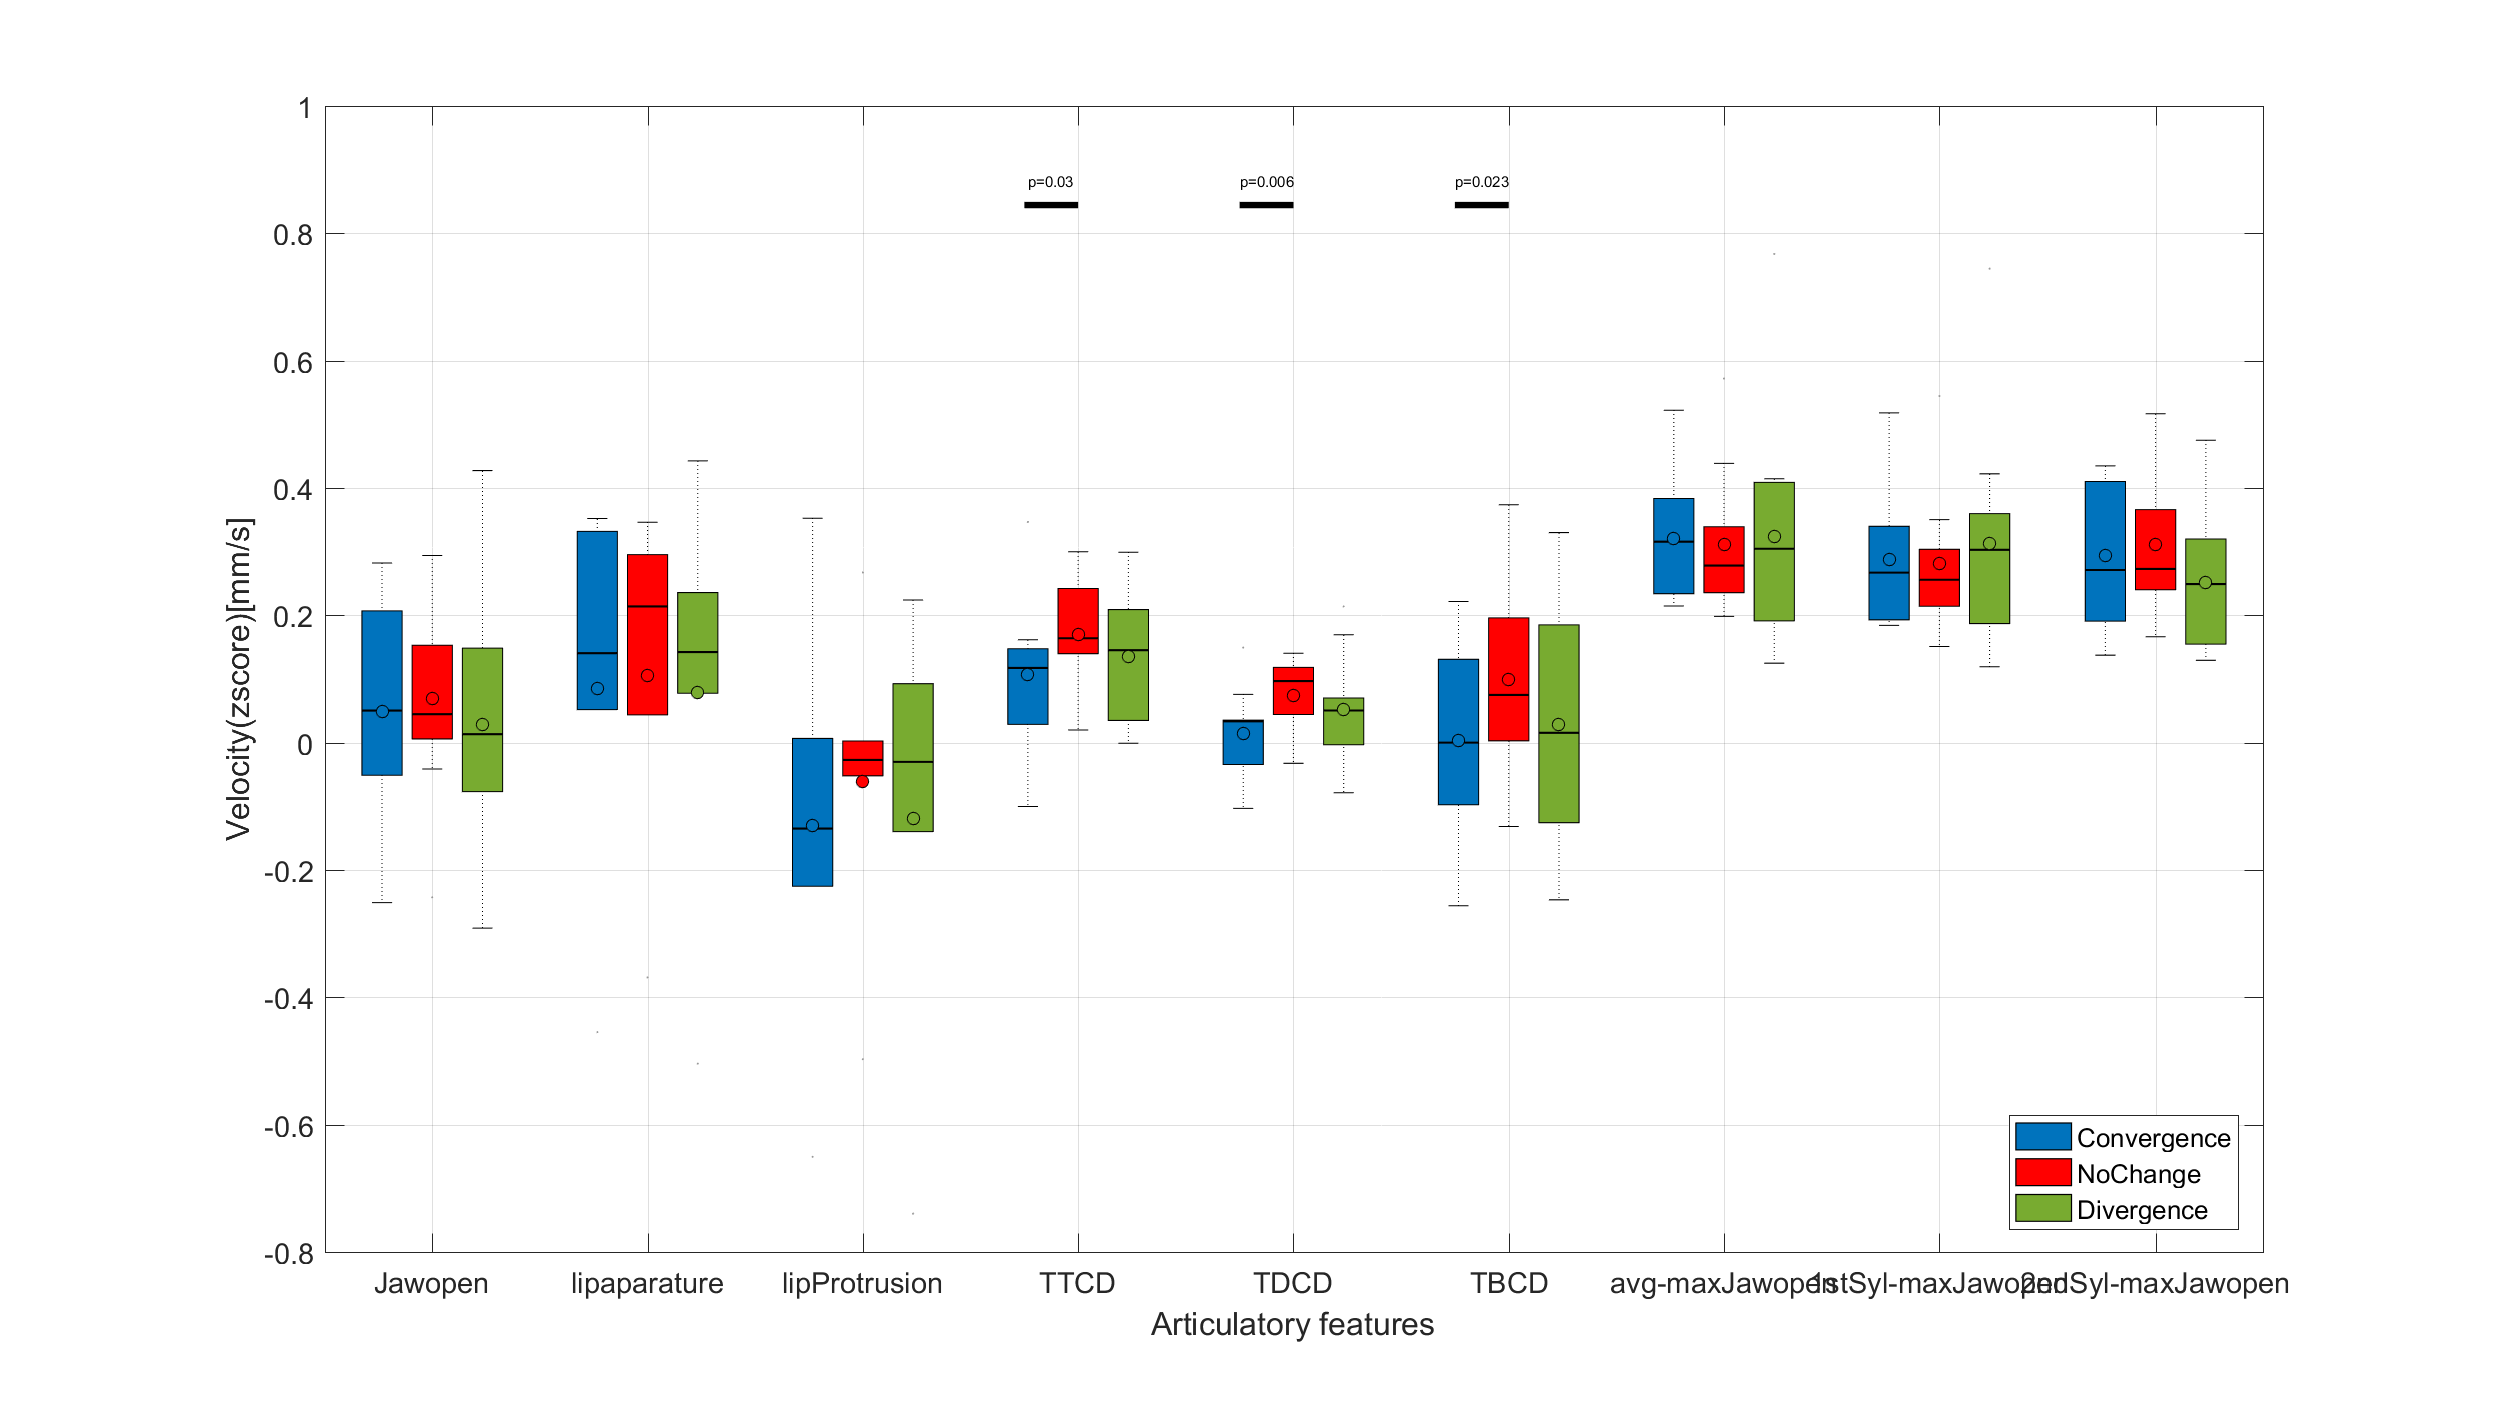 1
p=0.03 p=0.006 p=0.023
0.8
0.6
0.4
0.2
0
-0.2
-0.4
-0.6
-0.8
Velocity(zscore)[mm/s]
Convergence
NoChange
Divergence
Jawopen lipaparature lipProtrusion TTCD TDCD TBCD avg-maxJawopen 1stSyl-maxJawopen 2ndSyl-maxJawopen
Articulatory features